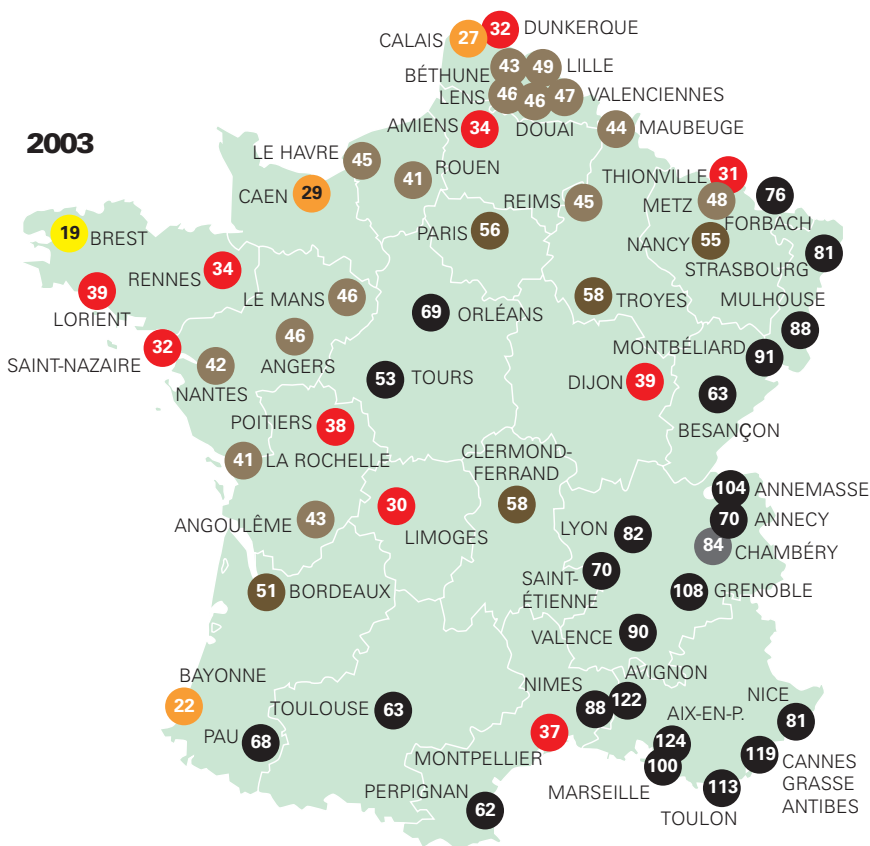 DUNKERQUE
32
CALAIS
27
BÉTHUNE
43
49
LILLE
LENS
46
46
47
VALENCIENNES
AMIENS
34
DOUAI
44
MAUBEUGE
2003
LE HAVRE
45
41
ROUEN
CAEN
29
REIMS
45
THIONVILLE
31
METZ
48
76
FORBACH
19
BREST
PARIS
56
NANCY
55
STRASBOURG
81
RENNES
34
39
LORIENT
LE MANS
46
69
ORLÉANS
58
TROYES
MULHOUSE
88
SAINT-NAZAIRE
32
46
ANGERS
42
NANTES
53
TOURS
DIJON
39
MONTBÉLIARD
91
63
BESANÇON
POITIERS
38
41
LA ROCHELLE
CLERMOND-
FERRAND
58
ANGOULÊME
43
30
LIMOGES
104
ANNEMASSE
70
ANNECY
84
CHAMBÉRY
LYON
82
70
SAINT-
ÉTIENNE
108
GRENOBLE
51
BORDEAUX
VALENCE
90
BAYONNE
22
TOULOUSE
63
NIMES
88
AVIGNON
122
NICE
81
PAU
68
37
MONTPELLIER
AIX-EN-P.
124
100
MARSEILLE
119
CANNES
GRASSE
ANTIBES
113
TOULON
PERPIGNAN
62